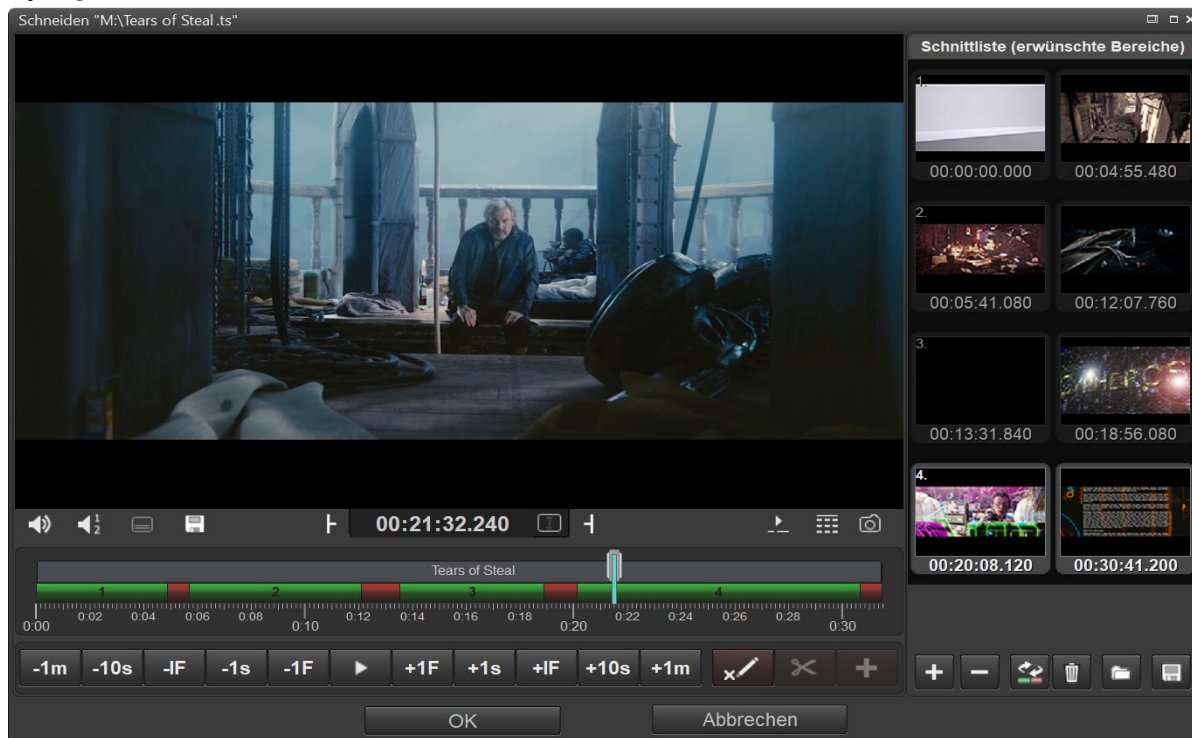 Schneiden "M:\Tears of Steal.ts"
Schnittliste (erwünschte Bereiche)
1.
00:00:00.000 00:04:55.480
2.
00:05:41.080 00:12:07.760
3.
00:13:31.840 00:18:56.080
4.
00:20:08.120 00:30:41.200
1
2
00:21:32.240
Tears of Steal
1 2 3 4
0:00 0:02 0:04 0:06 0:08 0:10 0:12 0:14 0:16 0:18 0:20 0:22 0:24 0:26 0:28 0:30
-1m -10s -IF -1s -1F +1F +1s +IF +10s +1m
OK Abbrechen